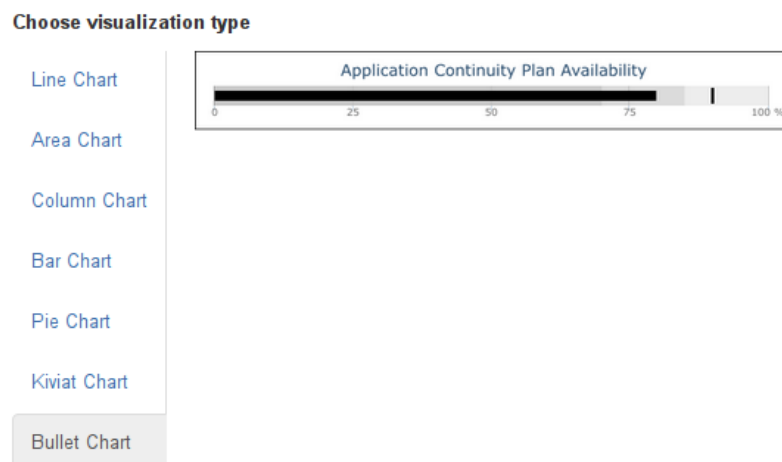 Choose visualization type
Line Chart
Application Continuity Plan Availability
0 25 50 75 100 %
Area Chart
Column Chart
Bar Chart
Pie Chart
Kiviat Chart
Bullet Chart